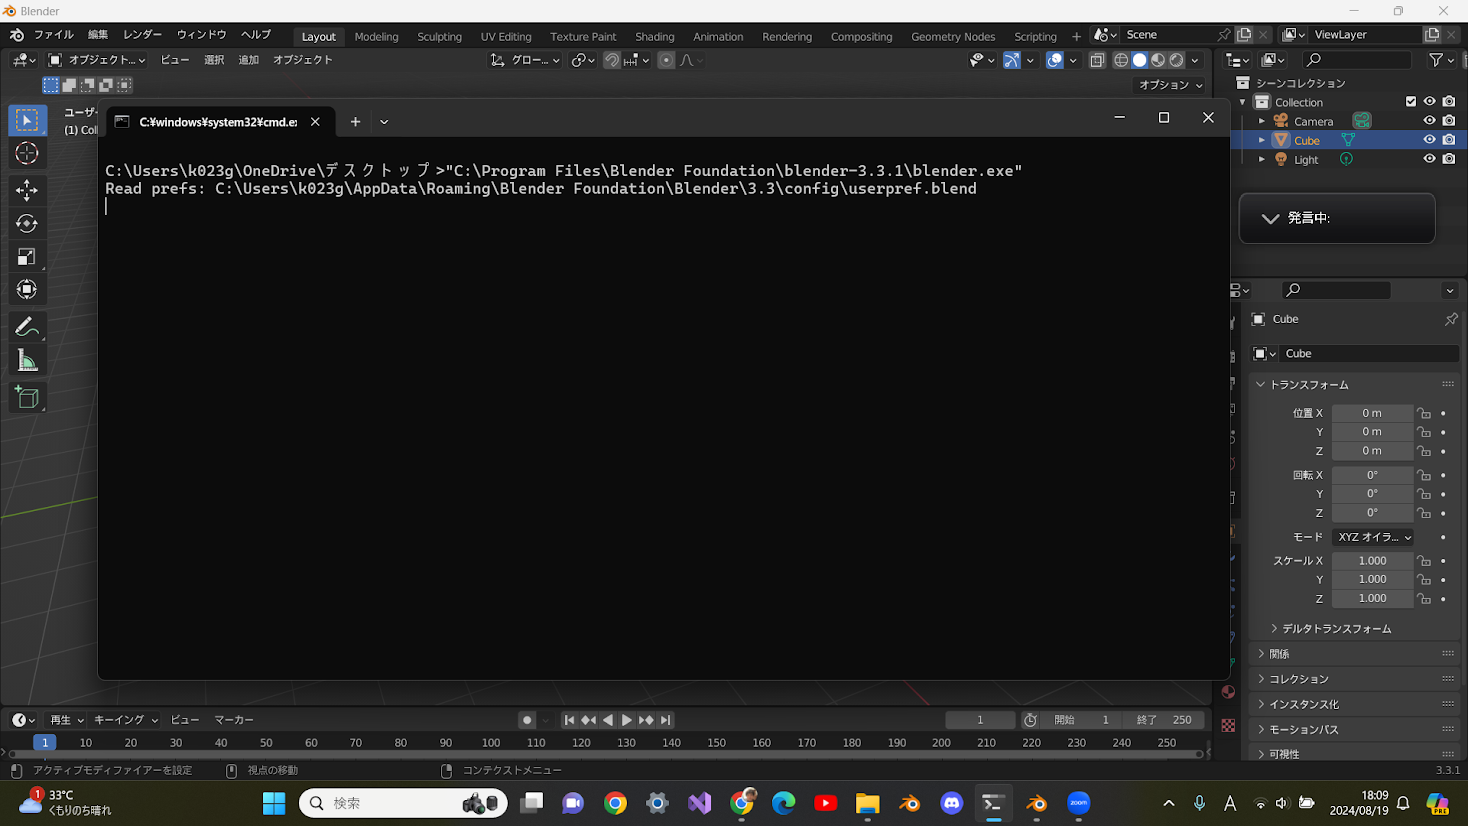 Blender
ファイル 編集 レンダー ウィンドウ ヘルプ Layout Modeling Sculpting UV Editing Texture Paint Shading Animation Rendering Compositing Geometry Nodes Scripting + Scene ViewLayer
オブジェクト... ビュー 選択 追加 オブジェクト グロー...
オプション
シーンコレクション
Collection
Camera
Cube
Light
ユーザー
(1) Coll
C:¥windows¥system32¥cmd.e
C:\Users\k023g\OneDrive\デスクトップ>"C:\Program Files\Blender Foundation\blender-3.3.1\blender.exe"
Read prefs: C:\Users\k023g\AppData\Roaming\Blender Foundation\Blender\3.3\config\userpref.blend
発言中:
Cube
Cube
トランスフォーム
位置 X 0 m
Y 0 m
Z 0 m
回転 X 0°
Y 0°
Z 0°
モード XYZ オイラ...
スケール X 1.000
Y 1.000
Z 1.000
デルタトランスフォーム
関係
コレクション
インスタンス化
モーションパス
可視性
再生 キーイング ビュー マーカー 1 開始 1 終了 250
1 10 20 30 40 50 60 70 80 90 100 110 120 130 140 150 160 170 180 190 200 210 220 230 240 250
アクティブモディファイアーを設定 視点の移動 コンテクストメニュー 3.3.1
1 33°C
くもりのち晴れ
検索
zoom
A
18:09
2024/08/19
PRE